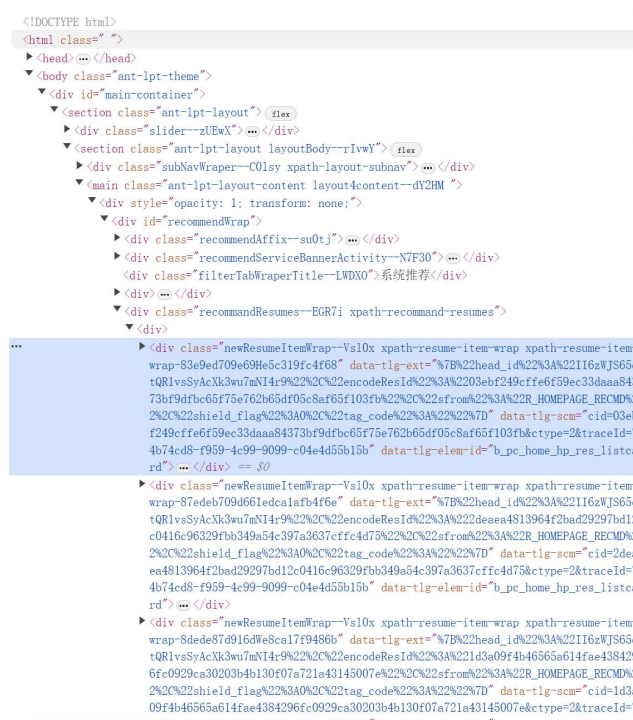 <!DOCTYPE html>
<html class=" ">
<head> ••• </head>
<body class="ant-lpt-theme">
<div id="main-container">
<section class="ant-lpt-layout"> flex
<div class="slider--zUEwX"> ••• </div>
<section class="ant-lpt-layout layoutBody--rIvwY"> flex
<div class="subNavWraper--COlsy xpath-layout-subnav"> ••• </div>
<main class="ant-lpt-layout-content layout4content--dY2HM ">
<div style="opacity: 1; transform: none;">
<div id="recommendWrap">
<div class="recommendAffix--suOtj"> ••• </div>
<div class="recommendServiceBannerActivity--N7F30"> ••• </div>
<div class="filterTabWraperTitle--LWDXO">系统推荐</div>
<div> ••• </div>
<div class="recommandResumes--EGR7i xpath-recommand-resumes">
<div>
••• <div class="newResumeItemWrap--Vsl0x xpath-resume-item-wrap xpath-resume-item
wrap-83e9ed709e69He5c319fc4f68" data-tlg-ext="%7B%22head_id%22%3A%22II6zWJS65
tQR1vsSyAcXk3wu7mNI4r9%22%2C%22encodeResId%22%3A%2203ebf249cffe6f59ec33daaa84
73bf9dfbc65f75e762b65df05c8af65f103fb%22%2C%22sfrom%22%3A%22R_HOMEPAGE_RECMD%
2%2C%22shield_flag%22%3A0%2C%22tag_code%22%3A%22%22%7D" data-tlg-scm="cid=03e
f249cffe6f59ec33daaa84373bf9dfbc65f75e762b65df05c8af65f103fb&ctype=2&traceId=
4b74cd8-f959-4c99-9099-c04e4d55b15b" data-tlg-elem-id="b_pc_home_hp_res_listc
rd"> ••• </div> == $0
<div class="newResumeItemWrap--Vsl0x xpath-resume-item-wrap xpath-resume-item
wrap-87edeb709d66Iedca1afb4f6e" data-tlg-ext="%7B%22head_id%22%3A%22II6zWJS65
tQR1vsSyAcXk3wu7mNI4r9%22%2C%22encodeResId%22%3A%222deaea4813964f2bad29297bd1
c0416c96329fbb349a54c397a3637cffc4d75%22%2C%22sfrom%22%3A%22R_HOMEPAGE_RECMD%
2%2C%22shield_flag%22%3A0%2C%22tag_code%22%3A%22%22%7D" data-tlg-scm="cid=2de
ea4813964f2bad29297bd12c0416c96329fbb349a54c397a3637cffc4d75&ctype=2&traceId=
4b74cd8-f959-4c99-9099-c04e4d55b15b" data-tlg-elem-id="b_pc_home_hp_res_listc
rd"> ••• </div>
<div class="newResumeItemWrap--Vsl0x xpath-resume-item-wrap xpath-resume-item
wrap-8dede87d916dWe8ca17f9486b" data-tlg-ext="%7B%22head_id%22%3A%22II6zWJS65
tQR1vsSyAcXk3wu7mNI4r9%22%2C%22encodeResId%22%3A%221d3a09f4b46565a614fae43842
6fc0929ca30203b4b130f07a721a43145007e%22%2C%22sfrom%22%3A%22R_HOMEPAGE_RECMD%
2%2C%22shield_flag%22%3A0%2C%22tag_code%22%3A%22%22%7D" data-tlg-scm="cid=1d3
09f4b46565a614fae4384296fc0929ca30203b4b130f07a721a43145007e&ctype=2&traceId=